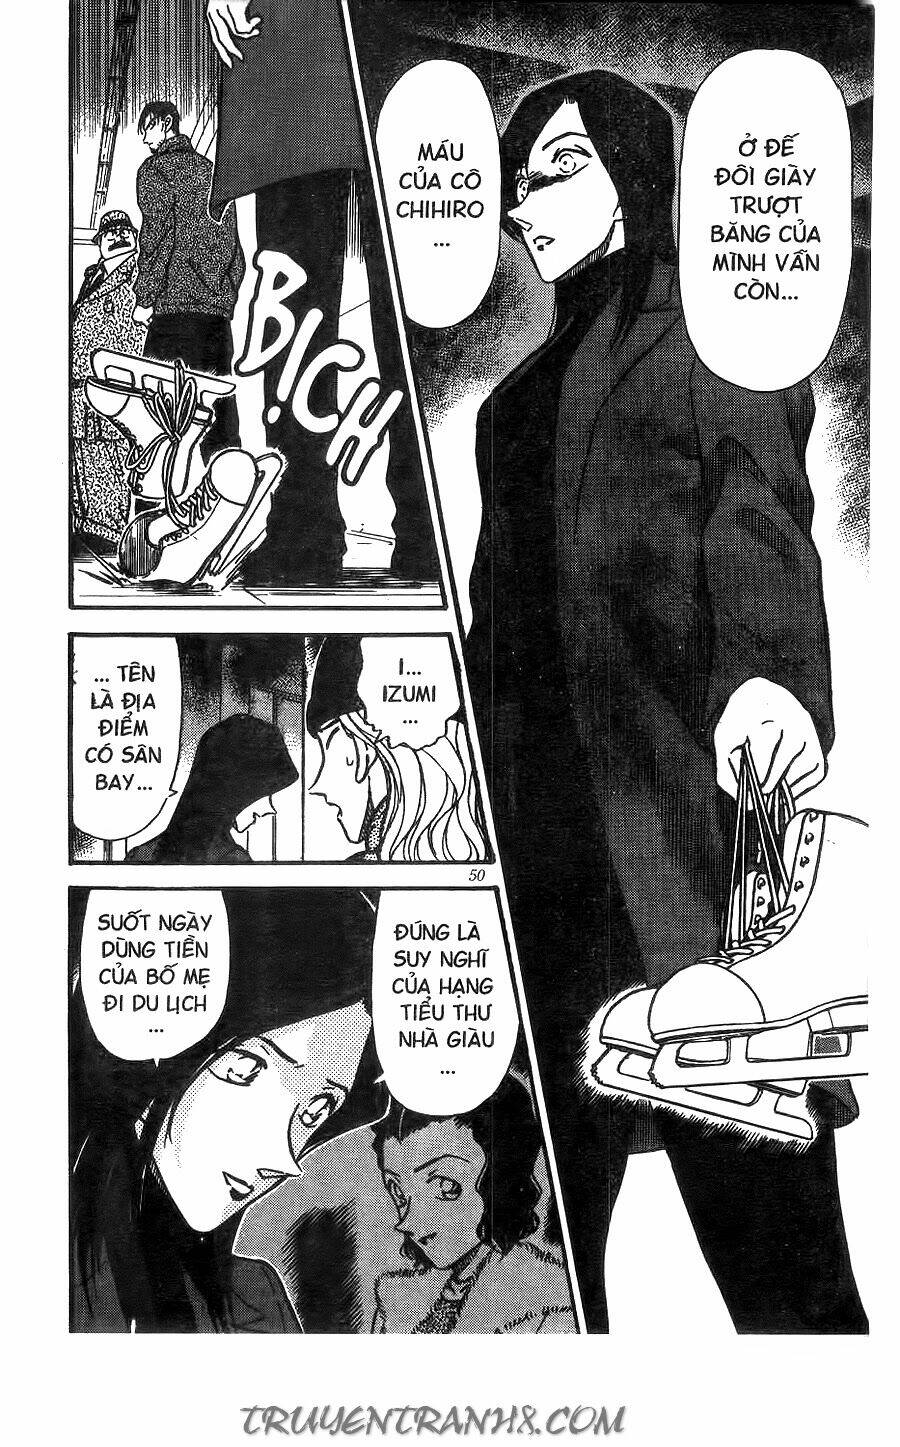 Ở ĐẾ
ĐÔI GIÀY
TRƯỢT
BĂNG CỦA
MÌNH VẪN
CÒN...
MÁU
CỦA CÔ
CHIHIRO
...
BỊCH
I...
IZUMI
...
... TÊN
LÀ ĐỊA
ĐIỂM
CÓ SÂN
BAY...
50
ĐÚNG LÀ
SUY NGHĨ
CỦA HẠNG
TIỂU THƯ
NHÀ GIÀU
...
SUỐT NGÀY
DÙNG TIỀN
CỦA BỐ MẸ
ĐI DU LỊCH
...
TRUYENTRANH8.COM